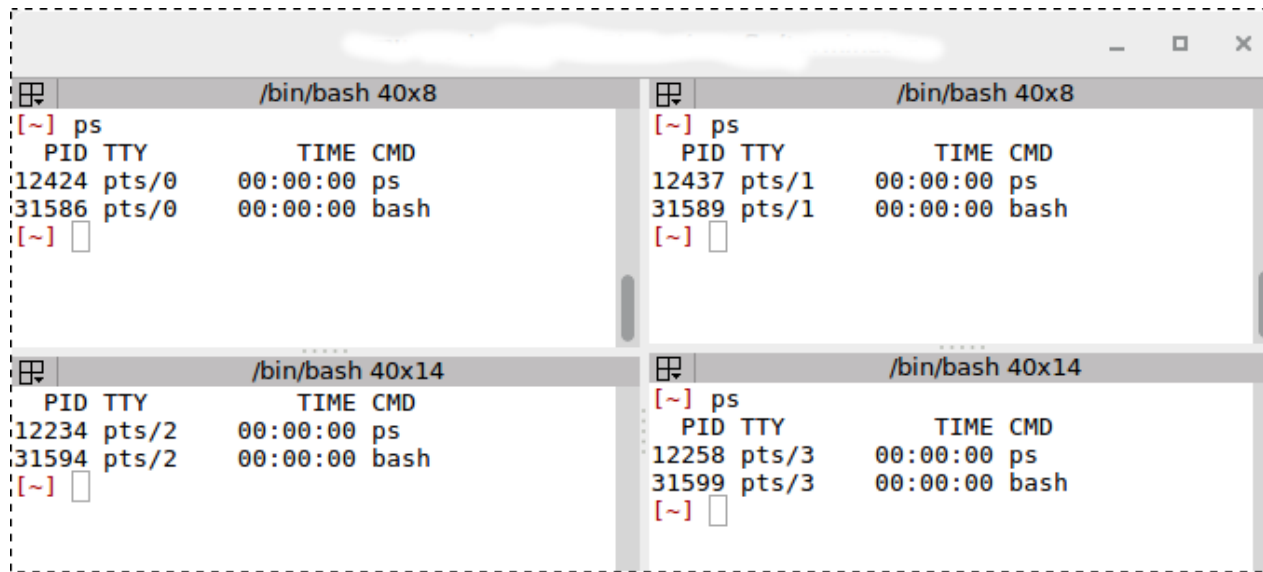 /bin/bash 40x8
[~] ps
  PID TTY          TIME CMD
12424 pts/0    00:00:00 ps
31586 pts/0    00:00:00 bash
[~]
/bin/bash 40x8
[~] ps
  PID TTY          TIME CMD
12437 pts/1    00:00:00 ps
31589 pts/1    00:00:00 bash
[~]
/bin/bash 40x14
  PID TTY          TIME CMD
12234 pts/2    00:00:00 ps
31594 pts/2    00:00:00 bash
[~]
/bin/bash 40x14
[~] ps
  PID TTY          TIME CMD
12258 pts/3    00:00:00 ps
31599 pts/3    00:00:00 bash
[~]